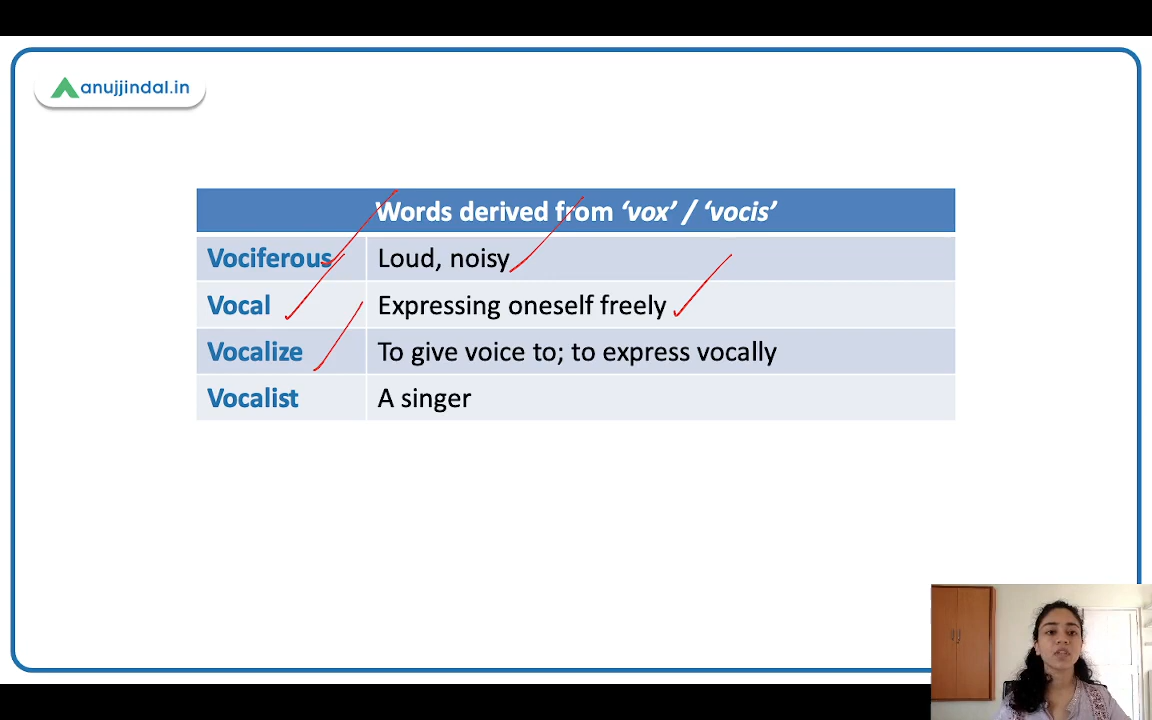 anujjindal.in
Words derived from ‘vox’ / ‘vocis’
Vociferous Loud, noisy
Vocal Expressing oneself freely
Vocalize To give voice to; to express vocally
Vocalist A singer